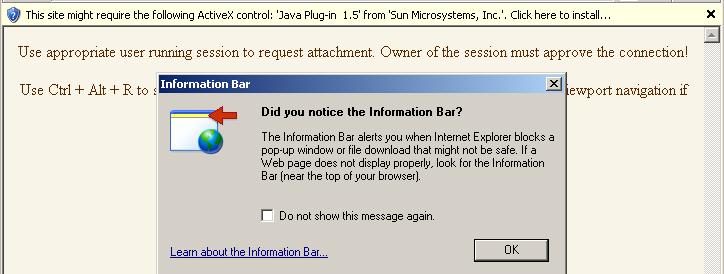 This site might require the following ActiveX control: 'Java Plug-in 1.5' from 'Sun Microsystems, Inc.'. Click here to install...
Use appropriate user running session to request attachment. Owner of the session must approve the connection!
Use Ctrl + Alt + R to s
viewport navigation if
Information Bar
Did you notice the Information Bar?
The Information Bar alerts you when Internet Explorer blocks a
pop-up window or file download that might not be safe. If a
Web page does not display properly, look for the Information
Bar (near the top of your browser).
Do not show this message again.
Learn about the Information Bar...
OK